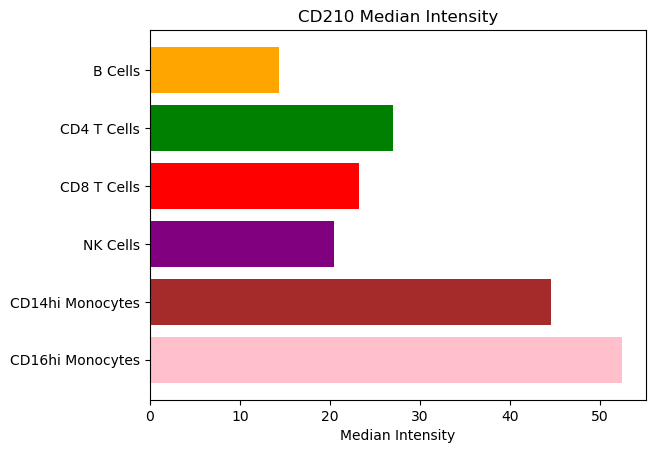 CD210 Median Intensity
B Cells
CD4 T Cells
CD8 T Cells
NK Cells
CD14hi Monocytes
CD16hi Monocytes
0 10 20 30 40 50
Median Intensity